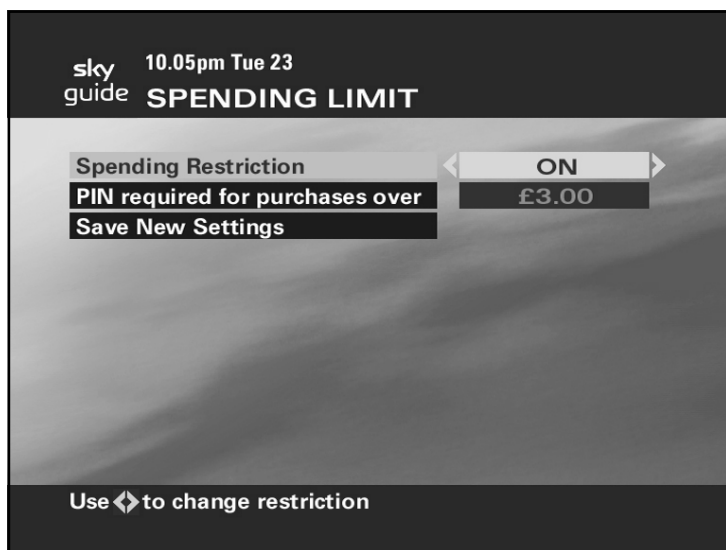 sky
guide
10.05pm Tue 23
SPENDING LIMIT
Spending Restriction ON
PIN required for purchases over £3.00
Save New Settings
Use to change restriction